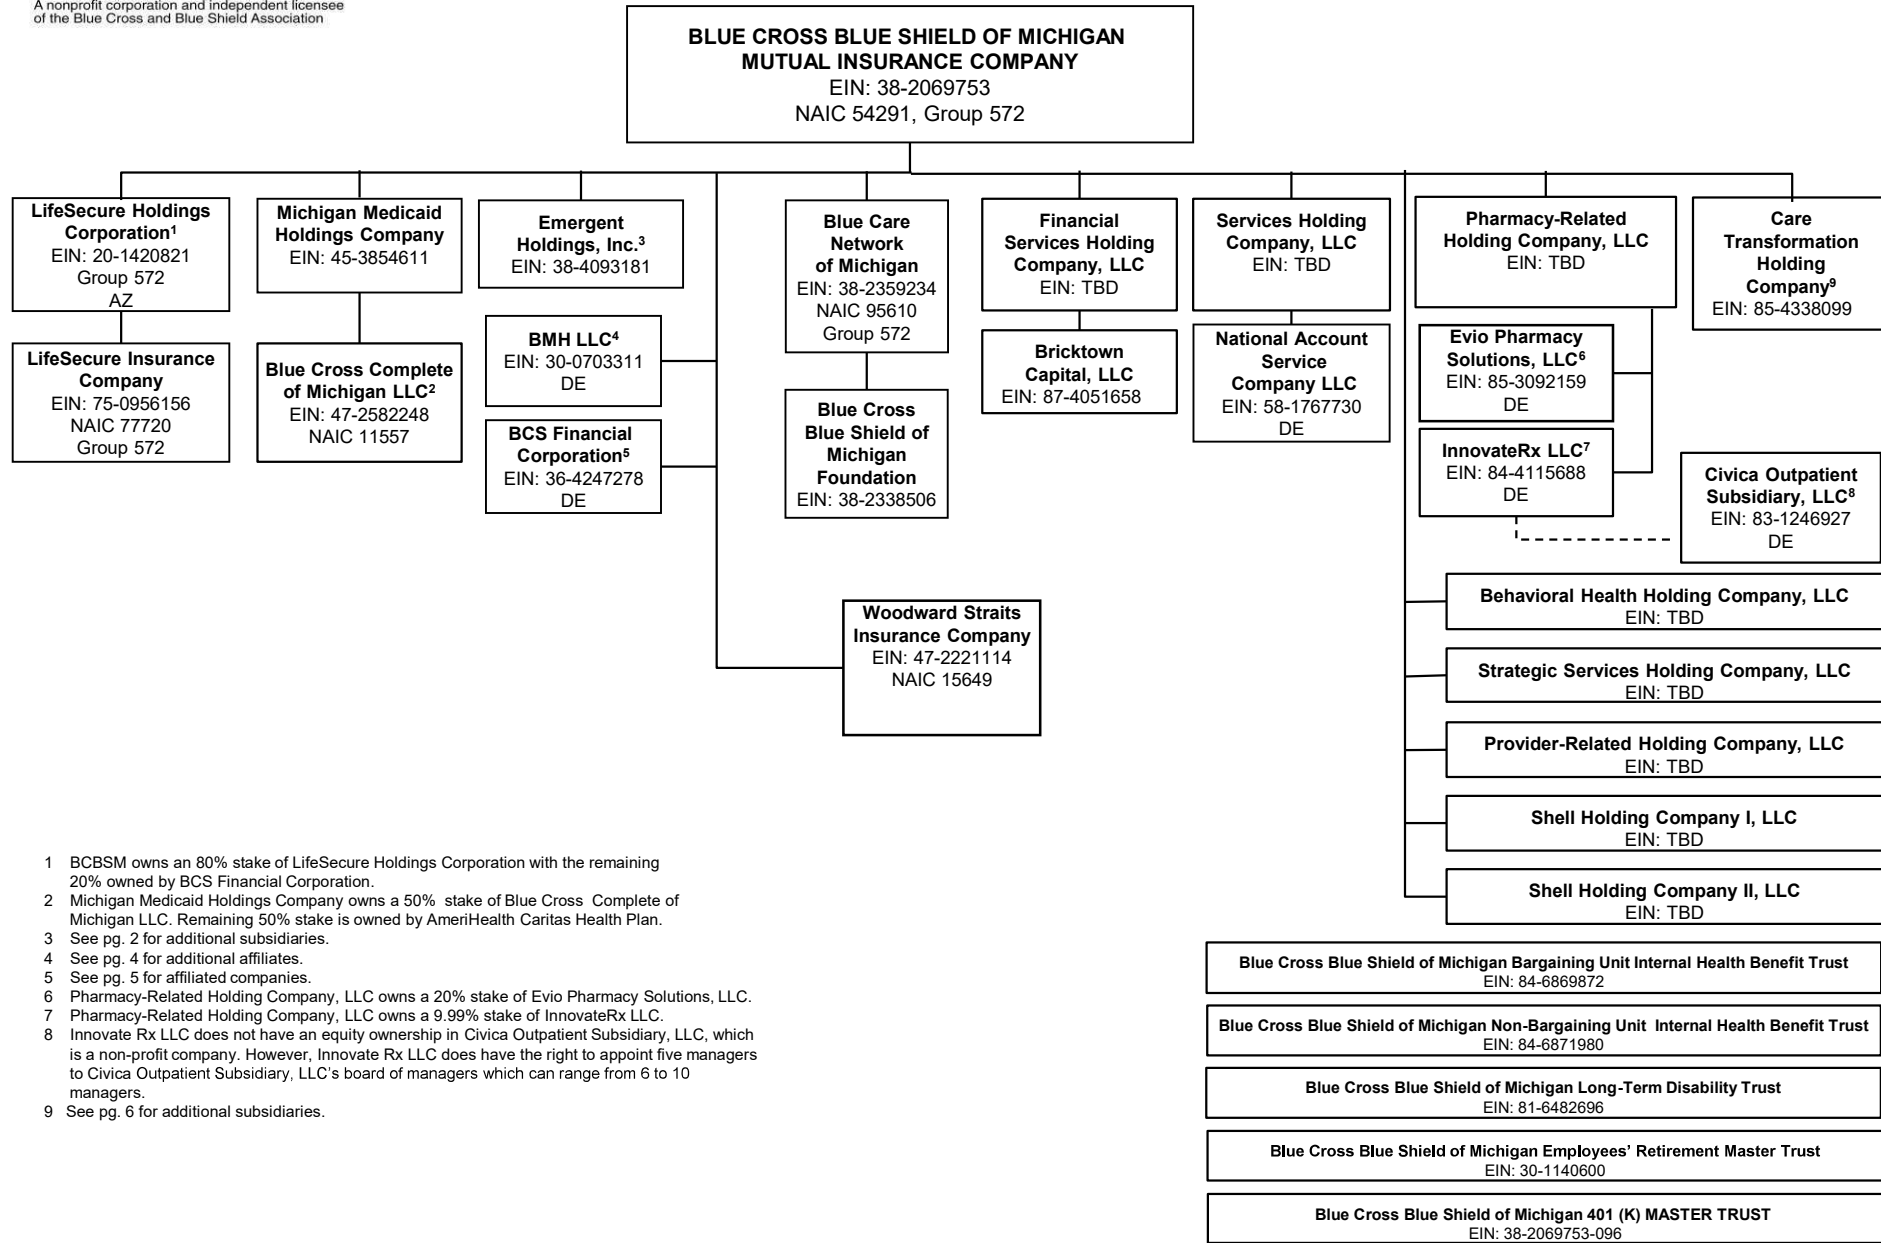 A nonprofit corporation and independent licensee
of the Blue Cross and Blue Shield Association
BLUE CROSS BLUE SHIELD OF MICHIGAN
MUTUAL INSURANCE COMPANY
EIN: 38-2069753
NAIC 54291, Group 572
LifeSecure Holdings
Corporation¹
EIN: 20-1420821
Group 572
AZ
Michigan Medicaid
Holdings Company
EIN: 45-3854611
Emergent
Holdings, Inc.³
EIN: 38-4093181
Blue Care
Network
of Michigan
EIN: 38-2359234
NAIC 95610
Group 572
Financial
Services Holding
Company, LLC
EIN: TBD
Services Holding
Company, LLC
EIN: TBD
Pharmacy-Related
Holding Company, LLC
EIN: TBD
Care
Transformation
Holding
Company⁹
EIN: 85-4338099
LifeSecure Insurance
Company
EIN: 75-0956156
NAIC 77720
Group 572
Blue Cross Complete
of Michigan LLC²
EIN: 47-2582248
NAIC 11557
BMH LLC⁴
EIN: 30-0703311
DE
BCS Financial
Corporation⁵
EIN: 36-4247278
DE
Blue Cross
Blue Shield of
Michigan
Foundation
EIN: 38-2338506
Bricktown
Capital, LLC
EIN: 87-4051658
National Account
Service
Company LLC
EIN: 58-1767730
DE
Evio Pharmacy
Solutions, LLC⁶
EIN: 85-3092159
DE
InnovateRx LLC⁷
EIN: 84-4115688
DE
Civica Outpatient
Subsidiary, LLC⁸
EIN: 83-1246927
DE
Woodward Straits
Insurance Company
EIN: 47-2221114
NAIC 15649
Behavioral Health Holding Company, LLC
EIN: TBD
Strategic Services Holding Company, LLC
EIN: TBD
Provider-Related Holding Company, LLC
EIN: TBD
Shell Holding Company I, LLC
EIN: TBD
Shell Holding Company II, LLC
EIN: TBD
Blue Cross Blue Shield of Michigan Bargaining Unit Internal Health Benefit Trust
EIN: 84-6869872
Blue Cross Blue Shield of Michigan Non-Bargaining Unit Internal Health Benefit Trust
EIN: 84-6871980
Blue Cross Blue Shield of Michigan Long-Term Disability Trust
EIN: 81-6482696
Blue Cross Blue Shield of Michigan Employees' Retirement Master Trust
EIN: 30-1140600
Blue Cross Blue Shield of Michigan 401 (K) MASTER TRUST
EIN: 38-2069753-096
1 BCBSM owns an 80% stake of LifeSecure Holdings Corporation with the remaining
20% owned by BCS Financial Corporation.
2 Michigan Medicaid Holdings Company owns a 50% stake of Blue Cross Complete of
Michigan LLC. Remaining 50% stake is owned by AmeriHealth Caritas Health Plan.
3 See pg. 2 for additional subsidiaries.
4 See pg. 4 for additional affiliates.
5 See pg. 5 for affiliated companies.
6 Pharmacy-Related Holding Company, LLC owns a 20% stake of Evio Pharmacy Solutions, LLC.
7 Pharmacy-Related Holding Company, LLC owns a 9.99% stake of InnovateRx LLC.
8 Innovate Rx LLC does not have an equity ownership in Civica Outpatient Subsidiary, LLC, which
is a non-profit company. However, Innovate Rx LLC does have the right to appoint five managers
to Civica Outpatient Subsidiary, LLC's board of managers which can range from 6 to 10
managers.
9 See pg. 6 for additional subsidiaries.